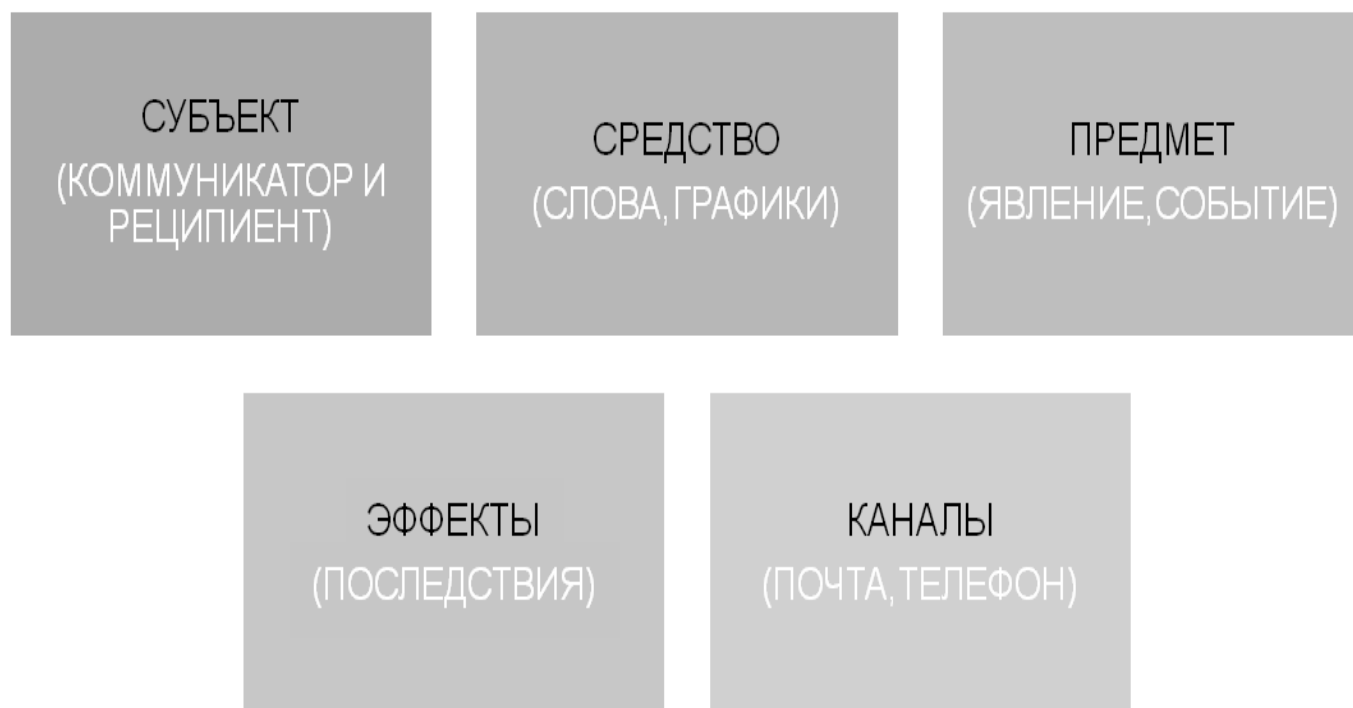 СУБЪЕКТ
(КОММУНИКАТОР И
РЕЦИПИЕНТ)
СРЕДСТВО
(СЛОВА,ГРАФИКИ)
ПРЕДМЕТ
(ЯВЛЕНИЕ,СОБЫТИЕ)
ЭФФЕКТЫ
(ПОСЛЕДСТВИЯ)
КАНАЛЫ
(ПОЧТА,ТЕЛЕФОН)